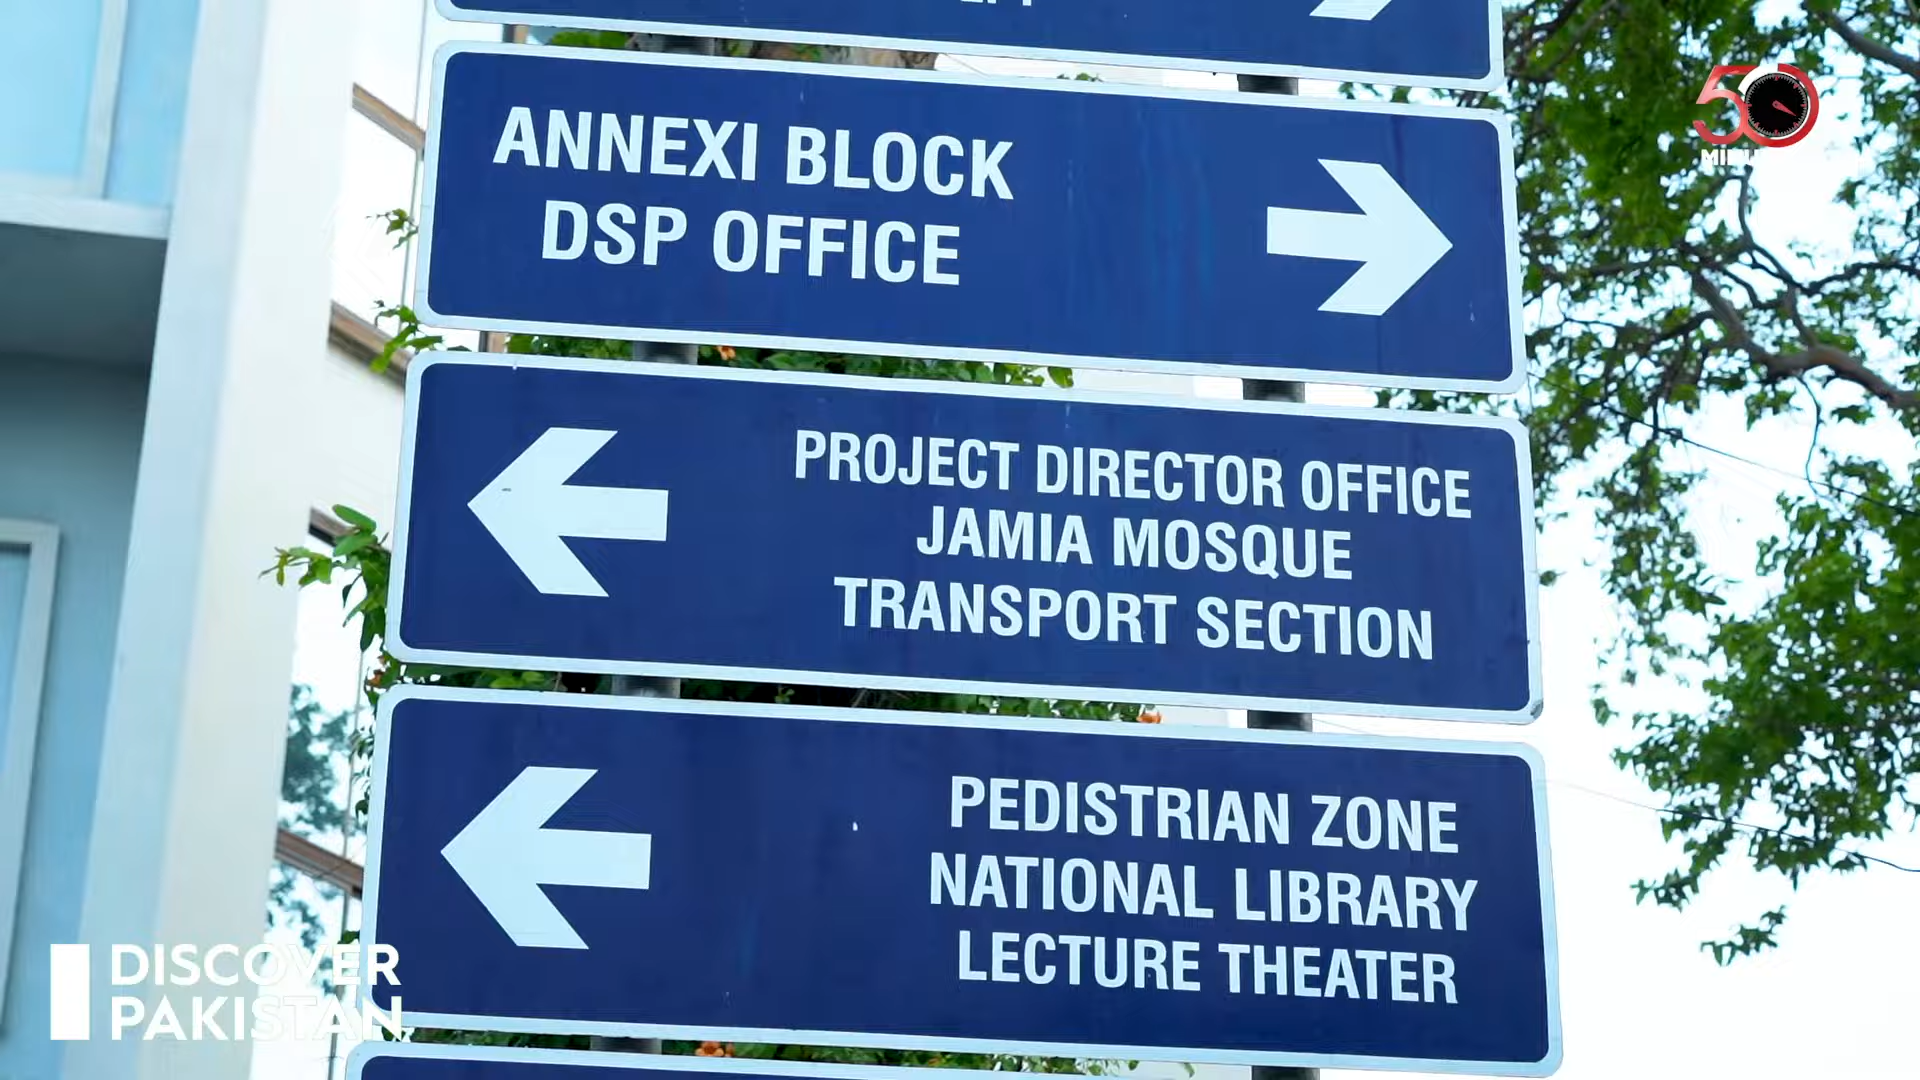 ANNEXI BLOCK
DSP OFFICE
PROJECT DIRECTOR OFFICE
JAMIA MOSQUE
TRANSPORT SECTION
PEDISTRIAN ZONE
NATIONAL LIBRARY
LECTURE THEATER
50
DISCOVER
PAKISTAN